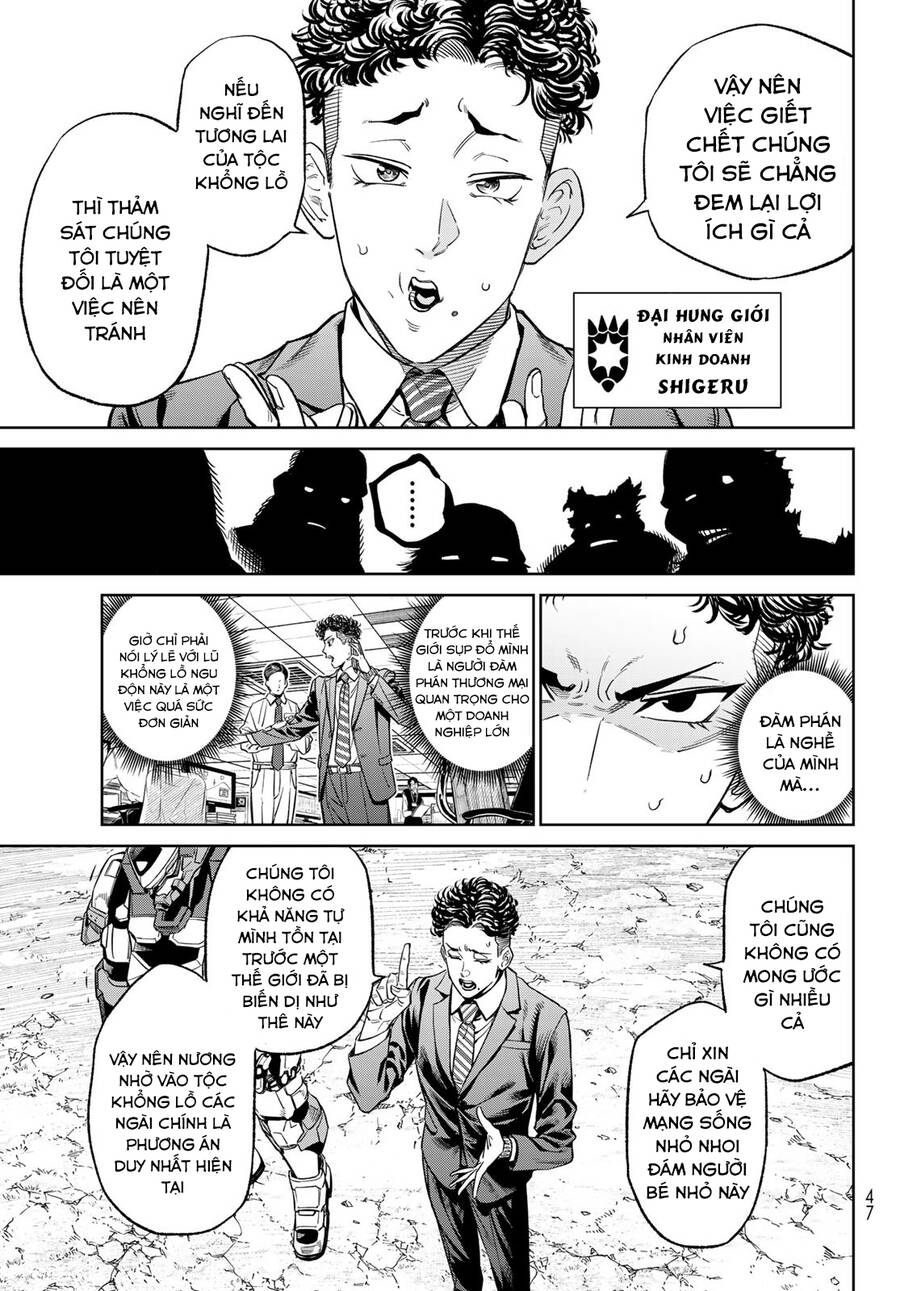 VẬY NÊN
VIỆC GIẾT
CHẾT CHÚNG
TÔI SẼ CHẲNG
ĐEM LẠI LỢI
ÍCH GÌ CẢ
NẾU
NGHĨ ĐẾN
TƯƠNG LAI
CỦA TỘC
KHỔNG LỒ
THÌ THẢM
SÁT CHÚNG
TÔI TUYỆT
ĐỐI LÀ MỘT
VIỆC NÊN
TRÁNH
ĐẠI HUNG GIỚI
NHÂN VIÊN
KINH DOANH
SHIGERU
......
ĐÀM PHÁN
LÀ NGHỀ
CỦA MÌNH
MÀ...
TRƯỚC KHI THẾ
GIỚI SỤP ĐỔ MÌNH
LÀ NGƯỜI ĐÀM
PHÁN THƯƠNG MẠI
QUAN TRỌNG CHO
MỘT DOANH
NGHIỆP LỚN
GIỜ CHỈ PHẢI
NÓI LÝ LẼ VỚI LŨ
KHỔNG LỒ NGU
ĐỘN NÀY LÀ MỘT
VIỆC QUÁ SỨC
ĐƠN GIẢN
CHÚNG
TÔI CŨNG
KHÔNG CÓ
MONG ƯỚC
GÌ NHIỀU
CẢ
CHỈ XIN
CÁC NGÀI
HÃY BẢO VỆ
MẠNG SỐNG
NHỎ NHOI
ĐÁM NGƯỜI
BÉ NHỎ NÀY
CHÚNG TÔI
KHÔNG CÓ
KHẢ NĂNG TỰ
MÌNH TỒN TẠI
TRƯỚC MỘT
THẾ GIỚI ĐÃ BỊ
BIẾN DỊ NHƯ
THẾ NÀY
VẬY NÊN NƯƠNG
NHỜ VÀO TỘC
KHỔNG LỒ CÁC
NGÀI CHÍNH LÀ
PHƯƠNG ÁN
DUY NHẤT HIỆN
TẠI
47